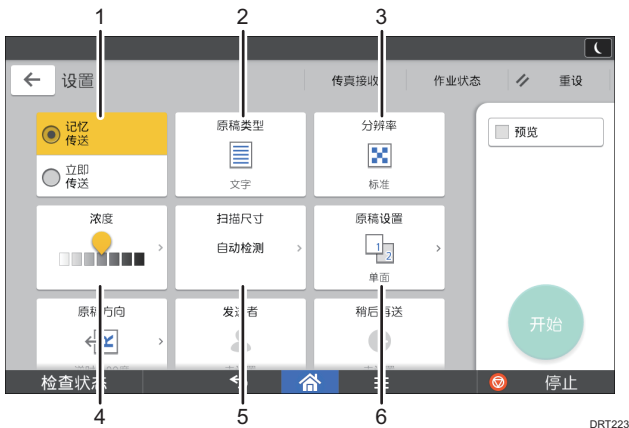 1 2 3
设置 传真接收 作业状态 重设
记忆
传送
原稿类型 分辨率
预览
立即
传送
文字 标准
浓度 扫描尺寸 原稿设置
自动检测
1
2
单面
原稿方向 发送者 稍后再送
R
开始
检查状态 停止
4 5 6
DRT223